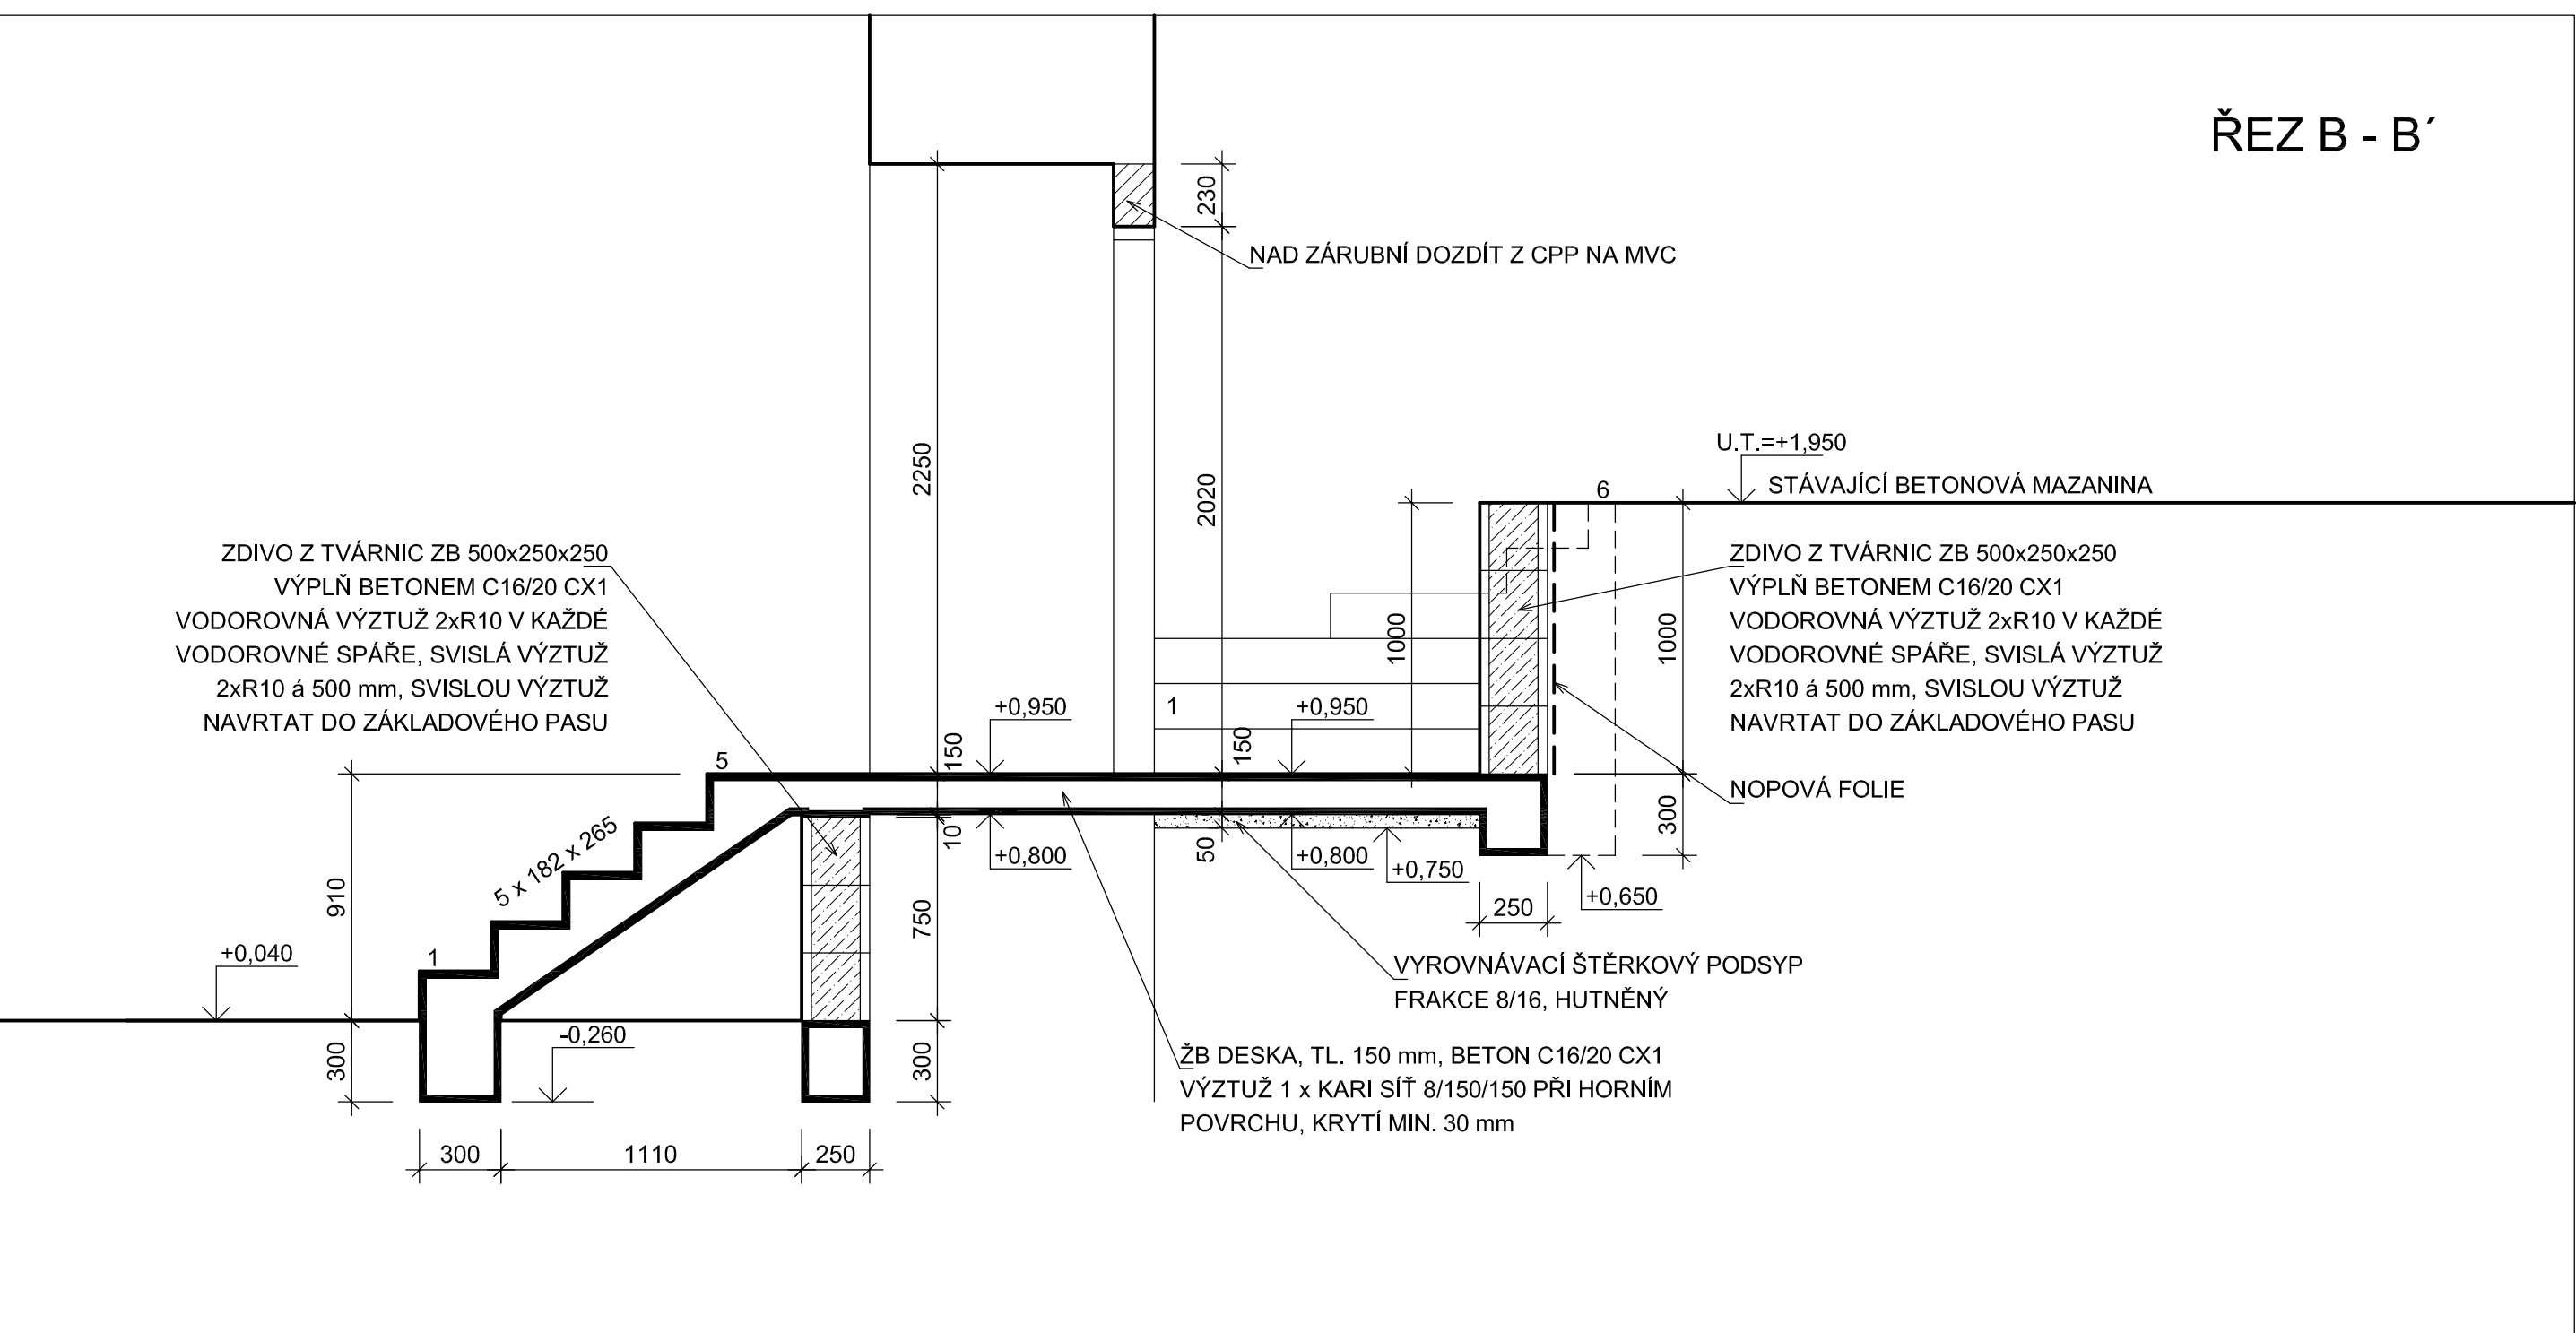 ŘEZ B - B´
230
NAD ZÁRUBNÍ DOZDÍT Z CPP NA MVC
2250
2020
U.T.=+1,950
STÁVAJÍCÍ BETONOVÁ MAZANINA
6
ZDIVO Z TVÁRNIC ZB 500x250x250
VÝPLŇ BETONEM C16/20 CX1
VODOROVNÁ VÝZTUŽ 2xR10 V KAŽDÉ
VODOROVNÉ SPÁŘE, SVISLÁ VÝZTUŽ
2xR10 á 500 mm, SVISLOU VÝZTUŽ
NAVRTAT DO ZÁKLADOVÉHO PASU
1000
1000
ZDIVO Z TVÁRNIC ZB 500x250x250
VÝPLŇ BETONEM C16/20 CX1
VODOROVNÁ VÝZTUŽ 2xR10 V KAŽDÉ
VODOROVNÉ SPÁŘE, SVISLÁ VÝZTUŽ
2xR10 á 500 mm, SVISLOU VÝZTUŽ
NAVRTAT DO ZÁKLADOVÉHO PASU
NOPOVÁ FOLIE
+0,950
1
+0,950
150
150
5
5 x 182 x 265
910
10
50
300
+0,800
+0,800
+0,750
+0,650
250
750
1
+0,040
VYROVNÁVACÍ ŠTĚRKOVÝ PODSYP
FRAKCE 8/16, HUTNĚNÝ
-0,260
300
300
ŽB DESKA, TL. 150 mm, BETON C16/20 CX1
VÝZTUŽ 1 x KARI SÍŤ 8/150/150 PŘI HORNÍM
POVRCHU, KRYTÍ MIN. 30 mm
300
1110
250